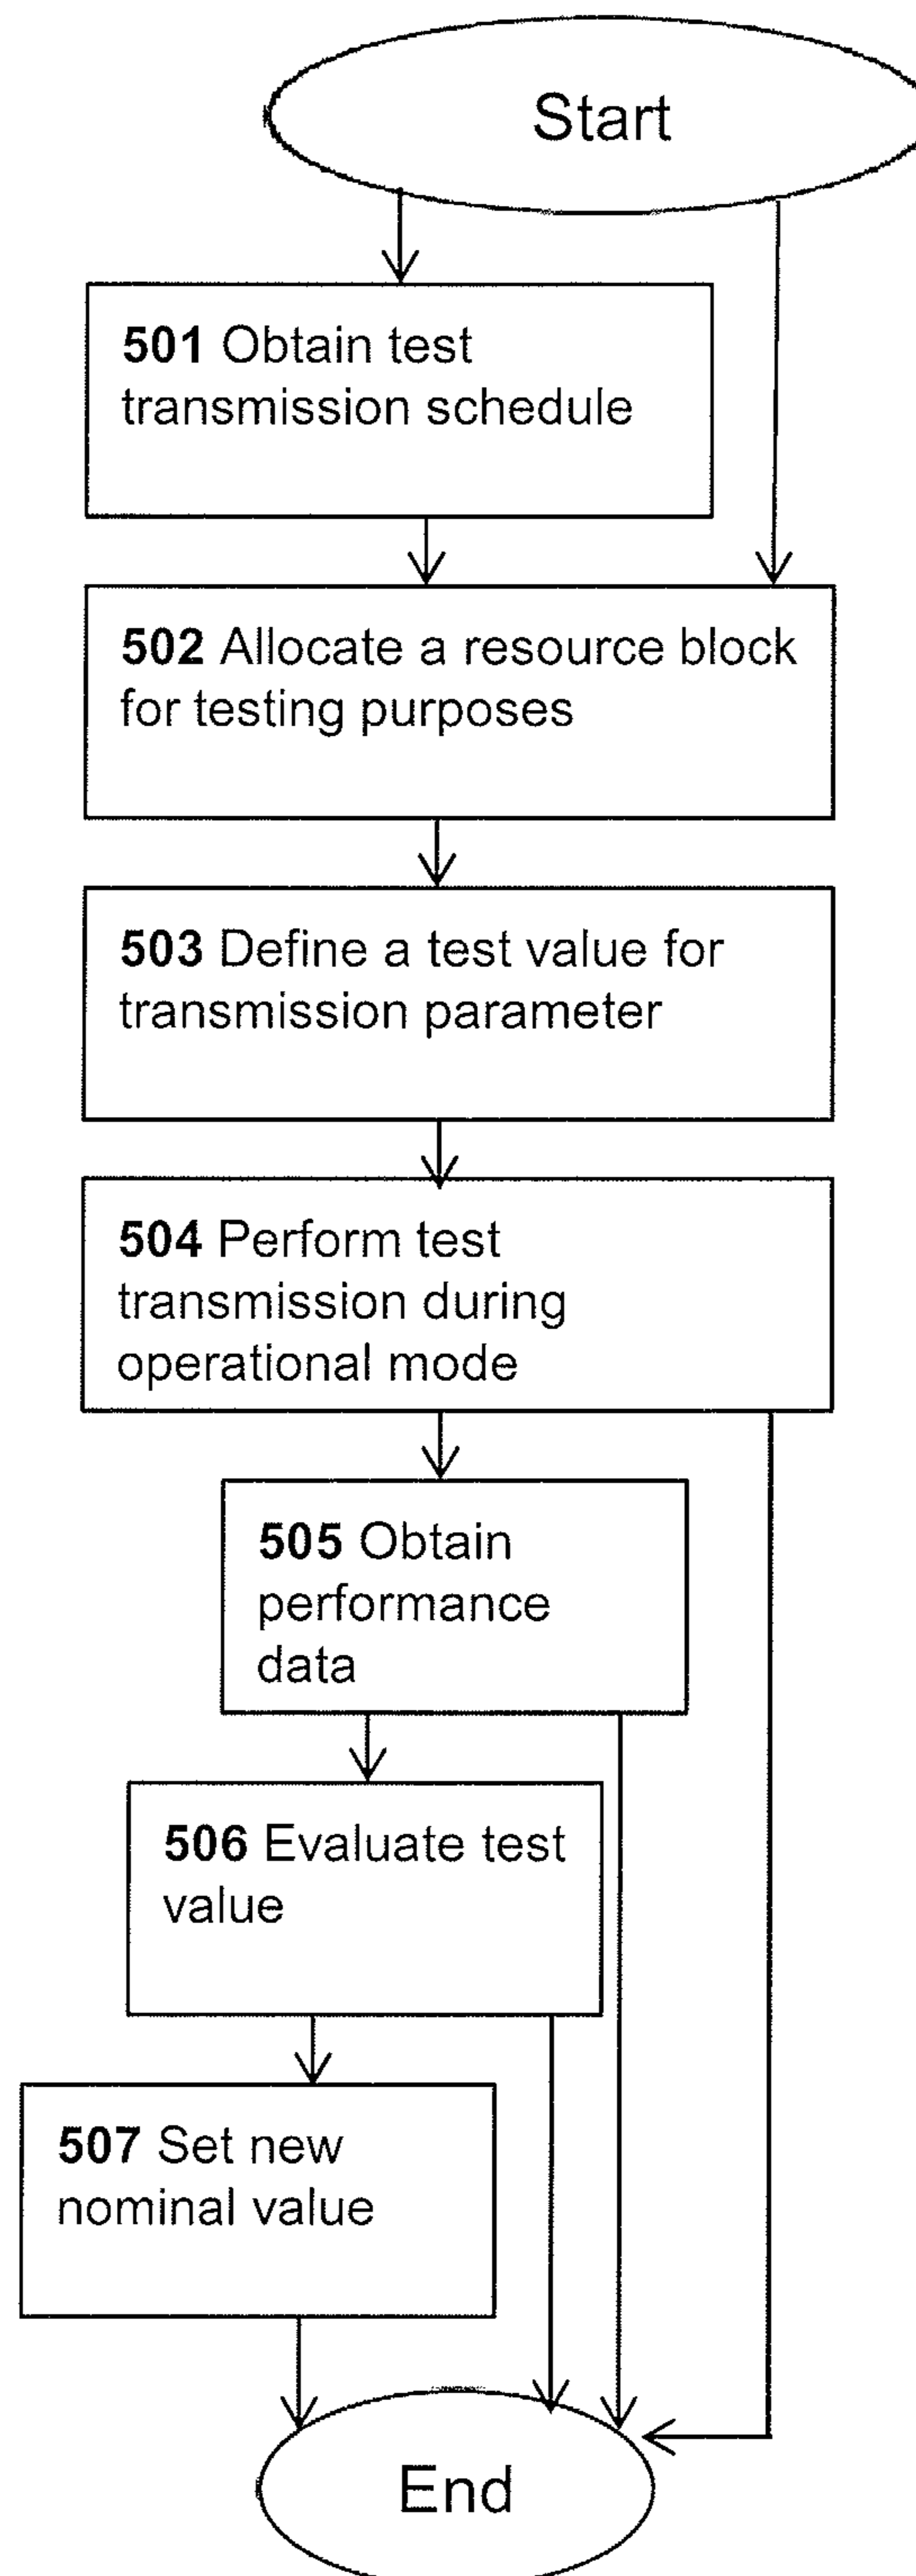 Start
501 Obtain test
transmission schedule
502 Allocate a resource block
for testing purposes
503 Define a test value for
transmission parameter
504 Perform test
transmission during
operational mode
505 Obtain
performance
data
506 Evaluate test
value
507 Set new
nominal value
End